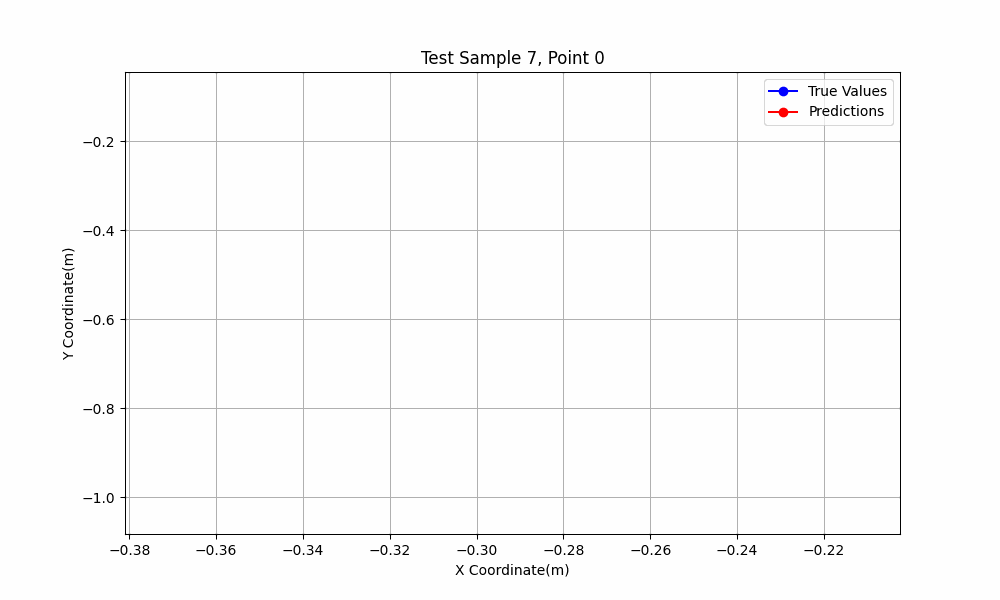 Test Sample 7, Point 0
True Values
Predictions
−0.2
−0.4
−0.6
−0.8
−1.0
Y Coordinate(m)
−0.38 −0.36 −0.34 −0.32 −0.30 −0.28 −0.26 −0.24 −0.22
X Coordinate(m)